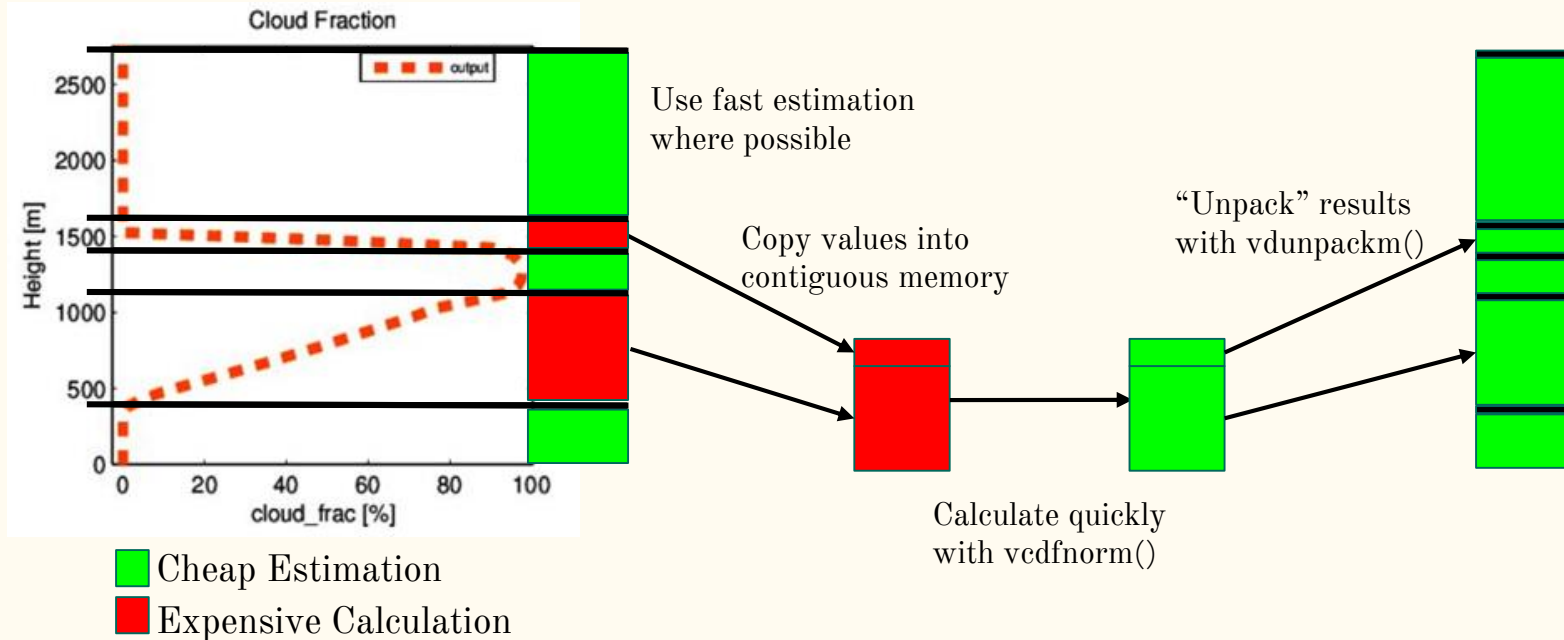 Cloud Fraction
output
2500
2000
1500
1000
500
0
Height [m]
0 20 40 60 80 100
cloud_frac [%]
Use fast estimation
where possible
Copy values into
contiguous memory
Calculate quickly
with vcdfnorm()
“Unpack” results
with vdunpackm()
Cheap Estimation
Expensive Calculation